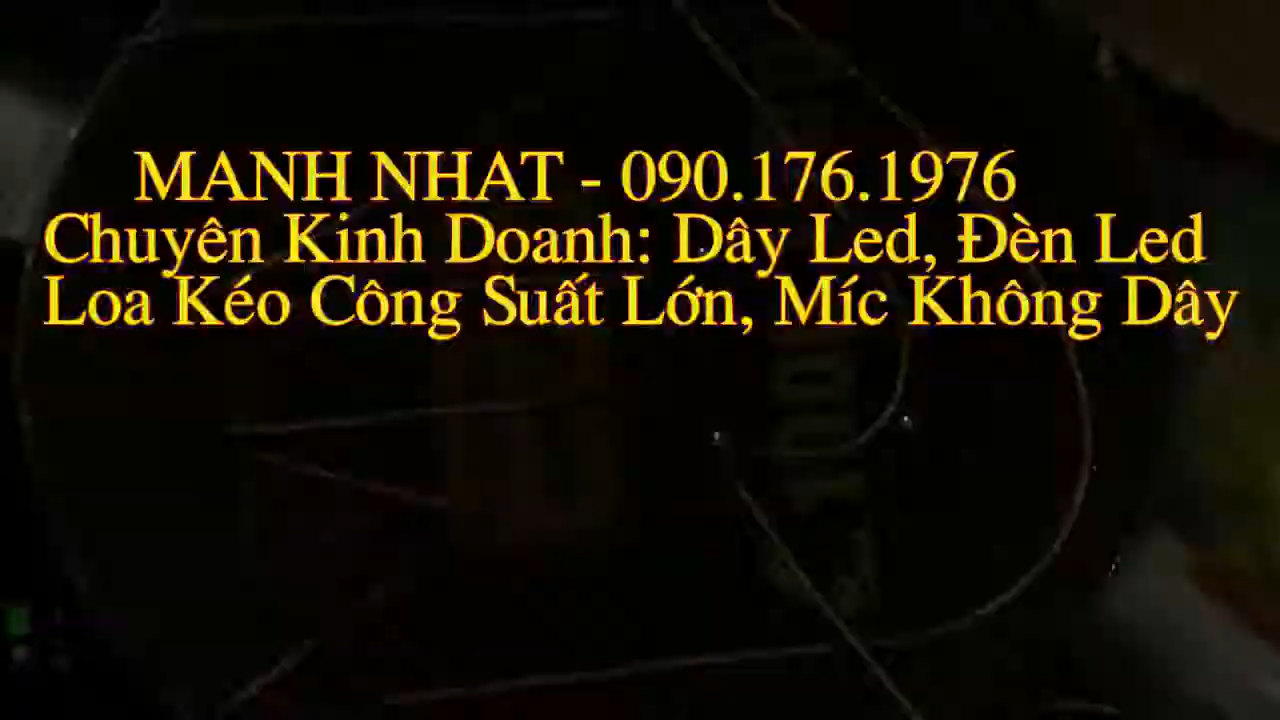 MANH NHAT - 090.176.1976
Chuyên Kinh Doanh: Dây Led, Đèn Led
Loa Kéo Công Suất Lớn, Míc Không Dây